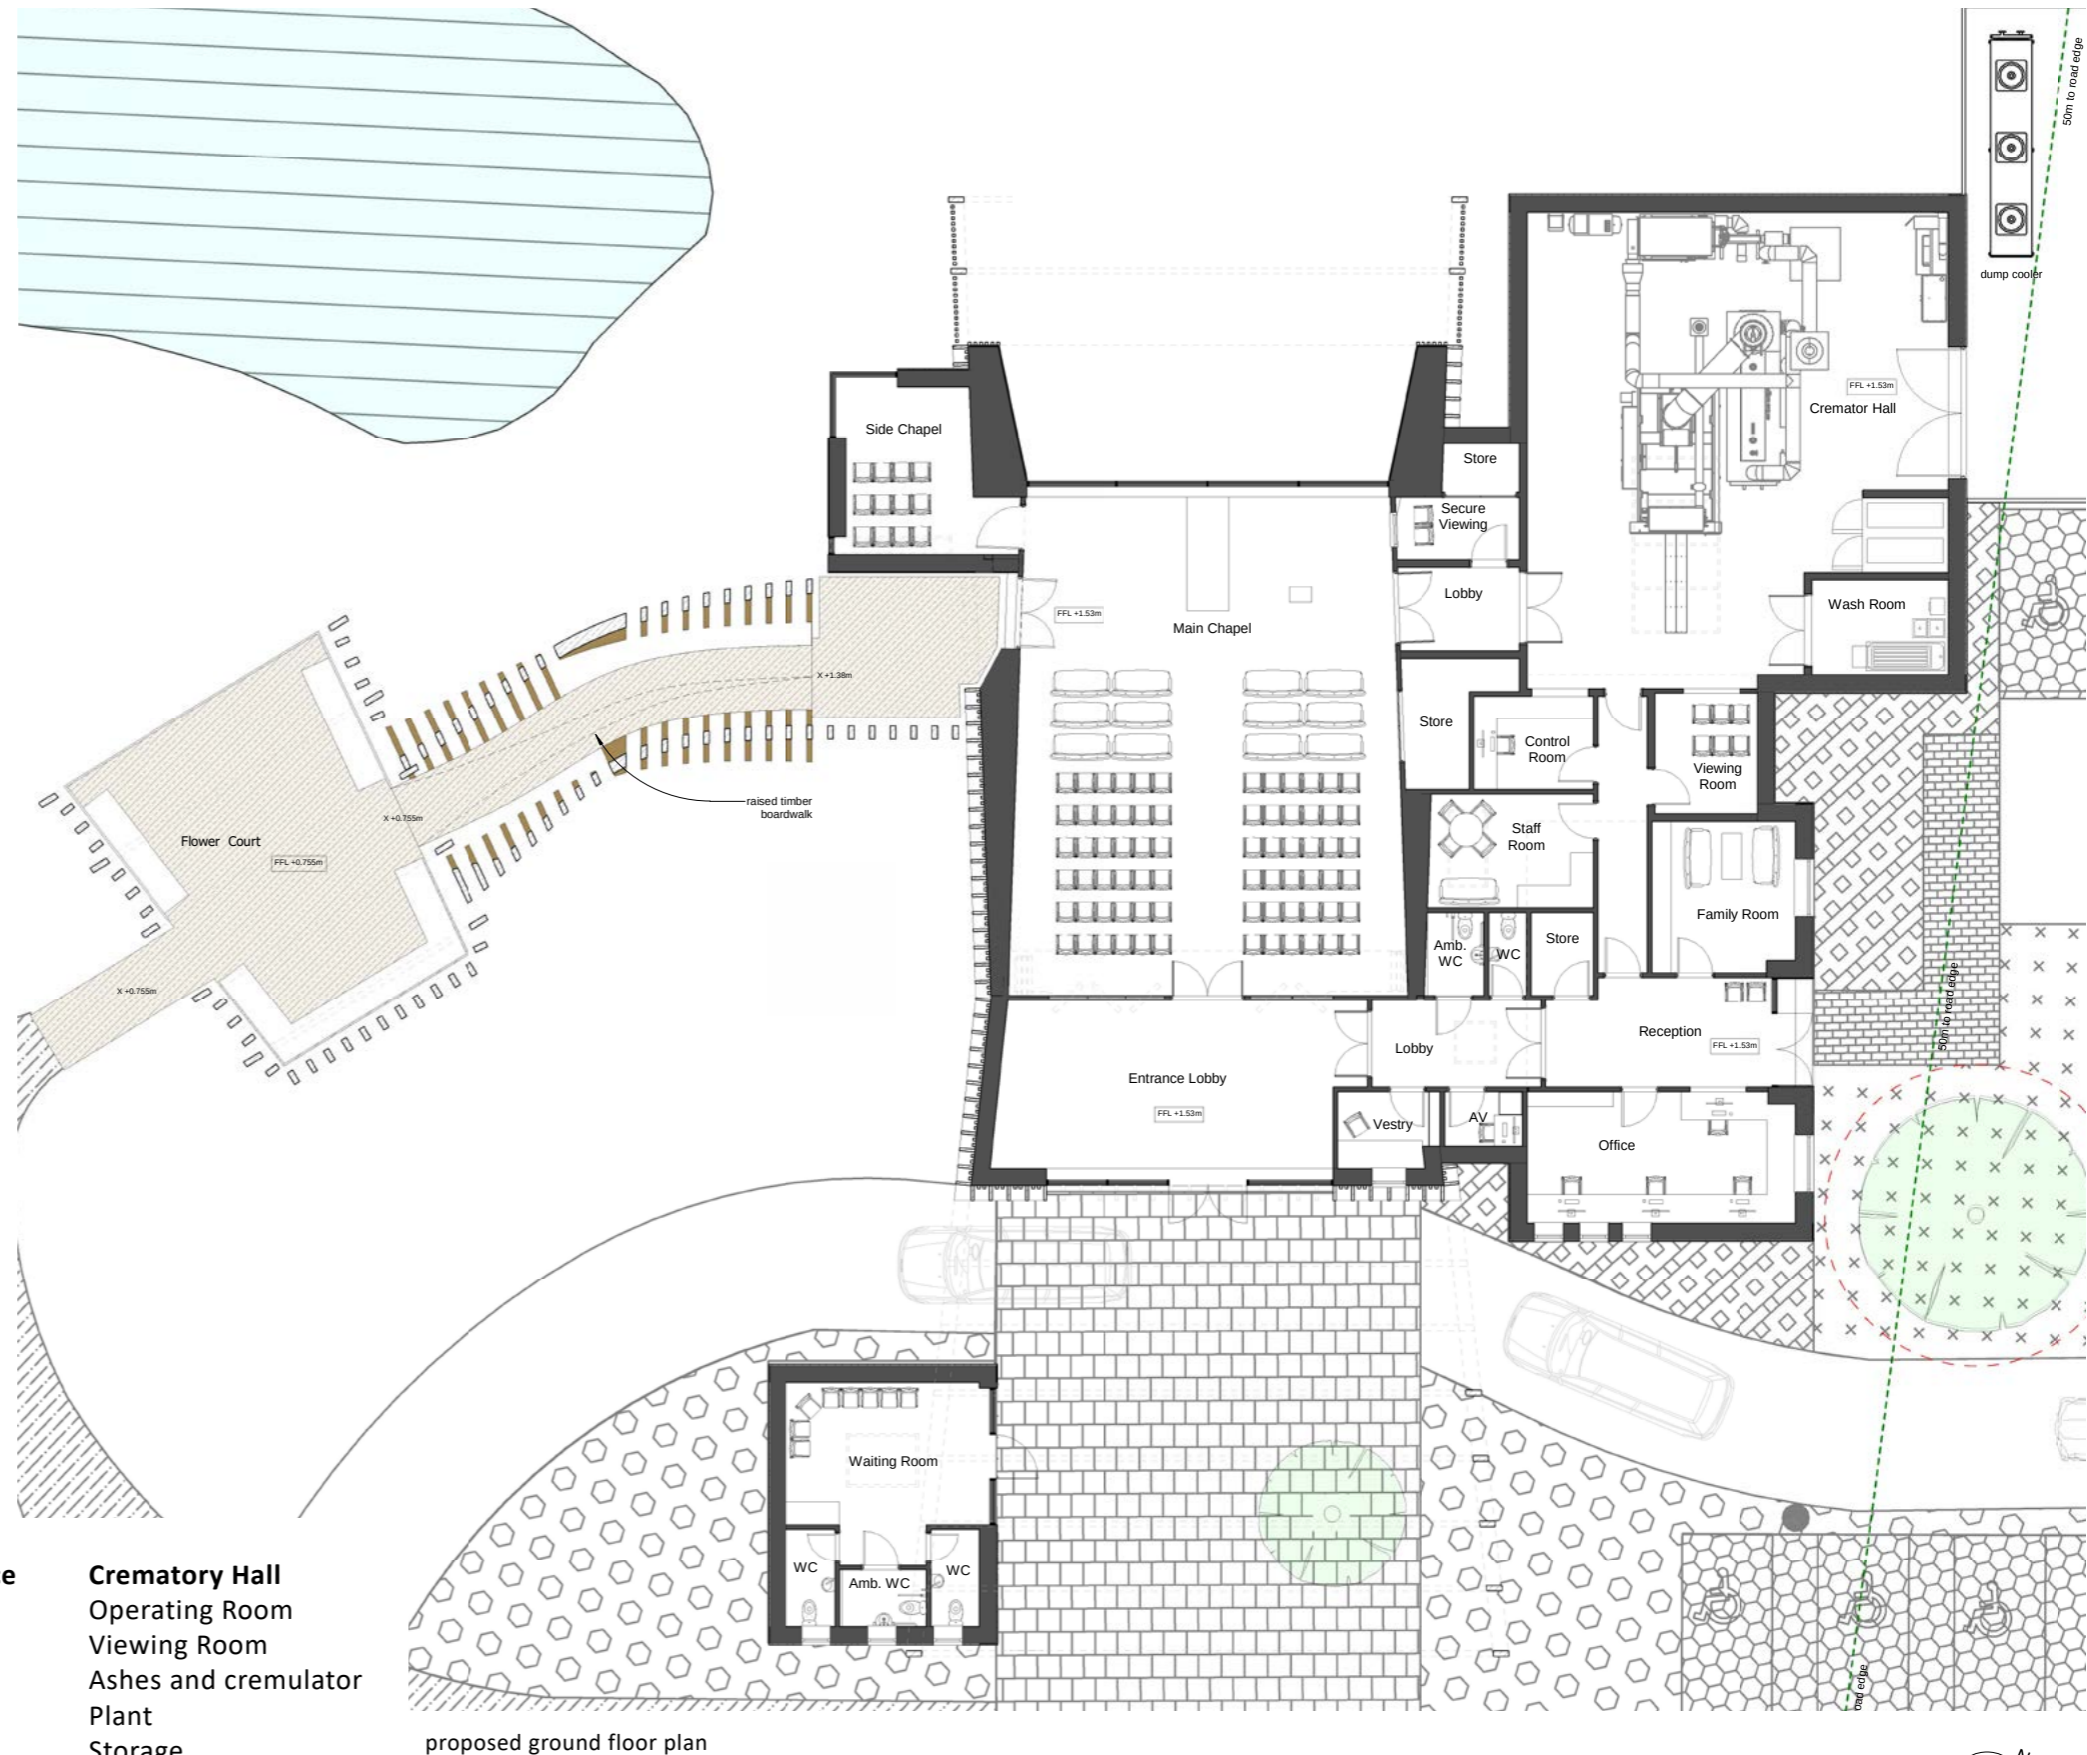 50m to road edge
dump cooler
FFL +1.53m
Cremator Hall
Side Chapel
Store
Secure
Viewing
Lobby
Wash Room
FFL +1.53m
Main Chapel
X +1.38m
Store
Control
Room
Viewing
Room
raised timber
boardwalk
X +0.755m
Flower Court
FFL +0.755m
Staff
Room
Family Room
Amb.
WC
WC
Store
X +0.755m
50m to road edge
Reception
FFL +1.53m
Lobby
Entrance Lobby
FFL +1.53m
Vestry
AV
Office
Waiting Room
WC
Amb. WC
WC
oad edge
Crematory Hall
Operating Room
Viewing Room
Ashes and cremulator
Plant
Storage
proposed ground floor plan